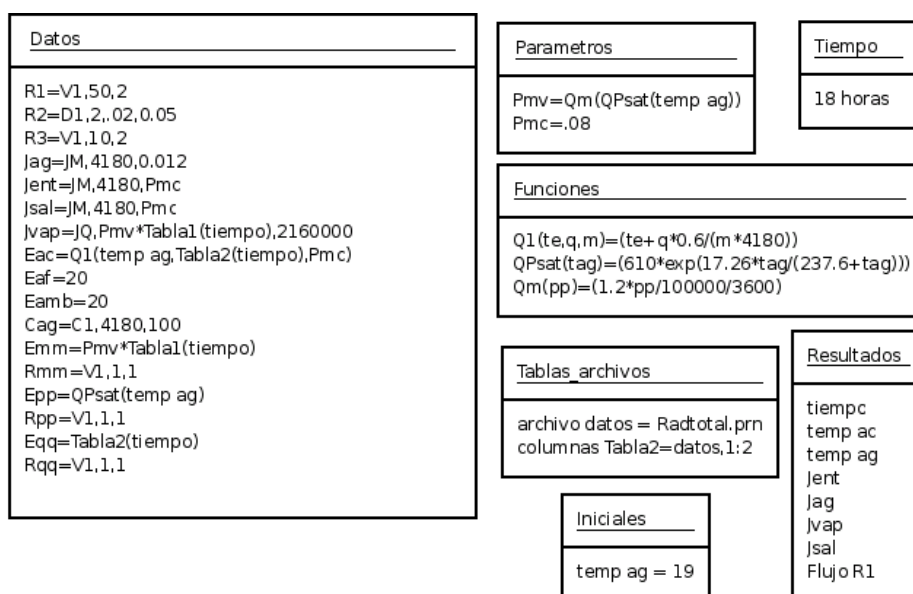 Datos
R1=V1,50,2
R2=D1,2,.02,0.05
R3=V1,10,2
Jag=JM,4180,0.012
Jent=JM,4180,Pmc
Jsal=JM,4180,Pmc
Jvap=JQ,Pmv*Tabla1(tiempo),2160000
Eac=Q1(temp ag,Tabla2(tiempo),Pmc)
Eaf=20
Eamb=20
Cag=C1,4180,100
Emm=Pmv*Tabla1(tiempo)
Rmm=V1,1,1
Epp=QPsat(temp ag)
Rpp=V1,1,1
Eqq=Tabla2(tiempo)
Rqq=V1,1,1
Parametros
Pmv=Qm(QPsat(temp ag))
Pmc=.08
Tiempo
18 horas
Funciones
Q1(te,q,m)=(te+q*0.6/(m*4180))
QPsat(tag)=(610*exp(17.26*tag/(237.6+tag)))
Qm(pp)=(1.2*pp/100000/3600)
Tablas_archivos
archivo datos = Radtotal.prn
columnas Tabla2=datos,1:2
Iniciales
temp ag = 19
Resultados
tiempc
temp ac
temp ag
Jent
Jag
Jvap
Jsal
Flujo R1